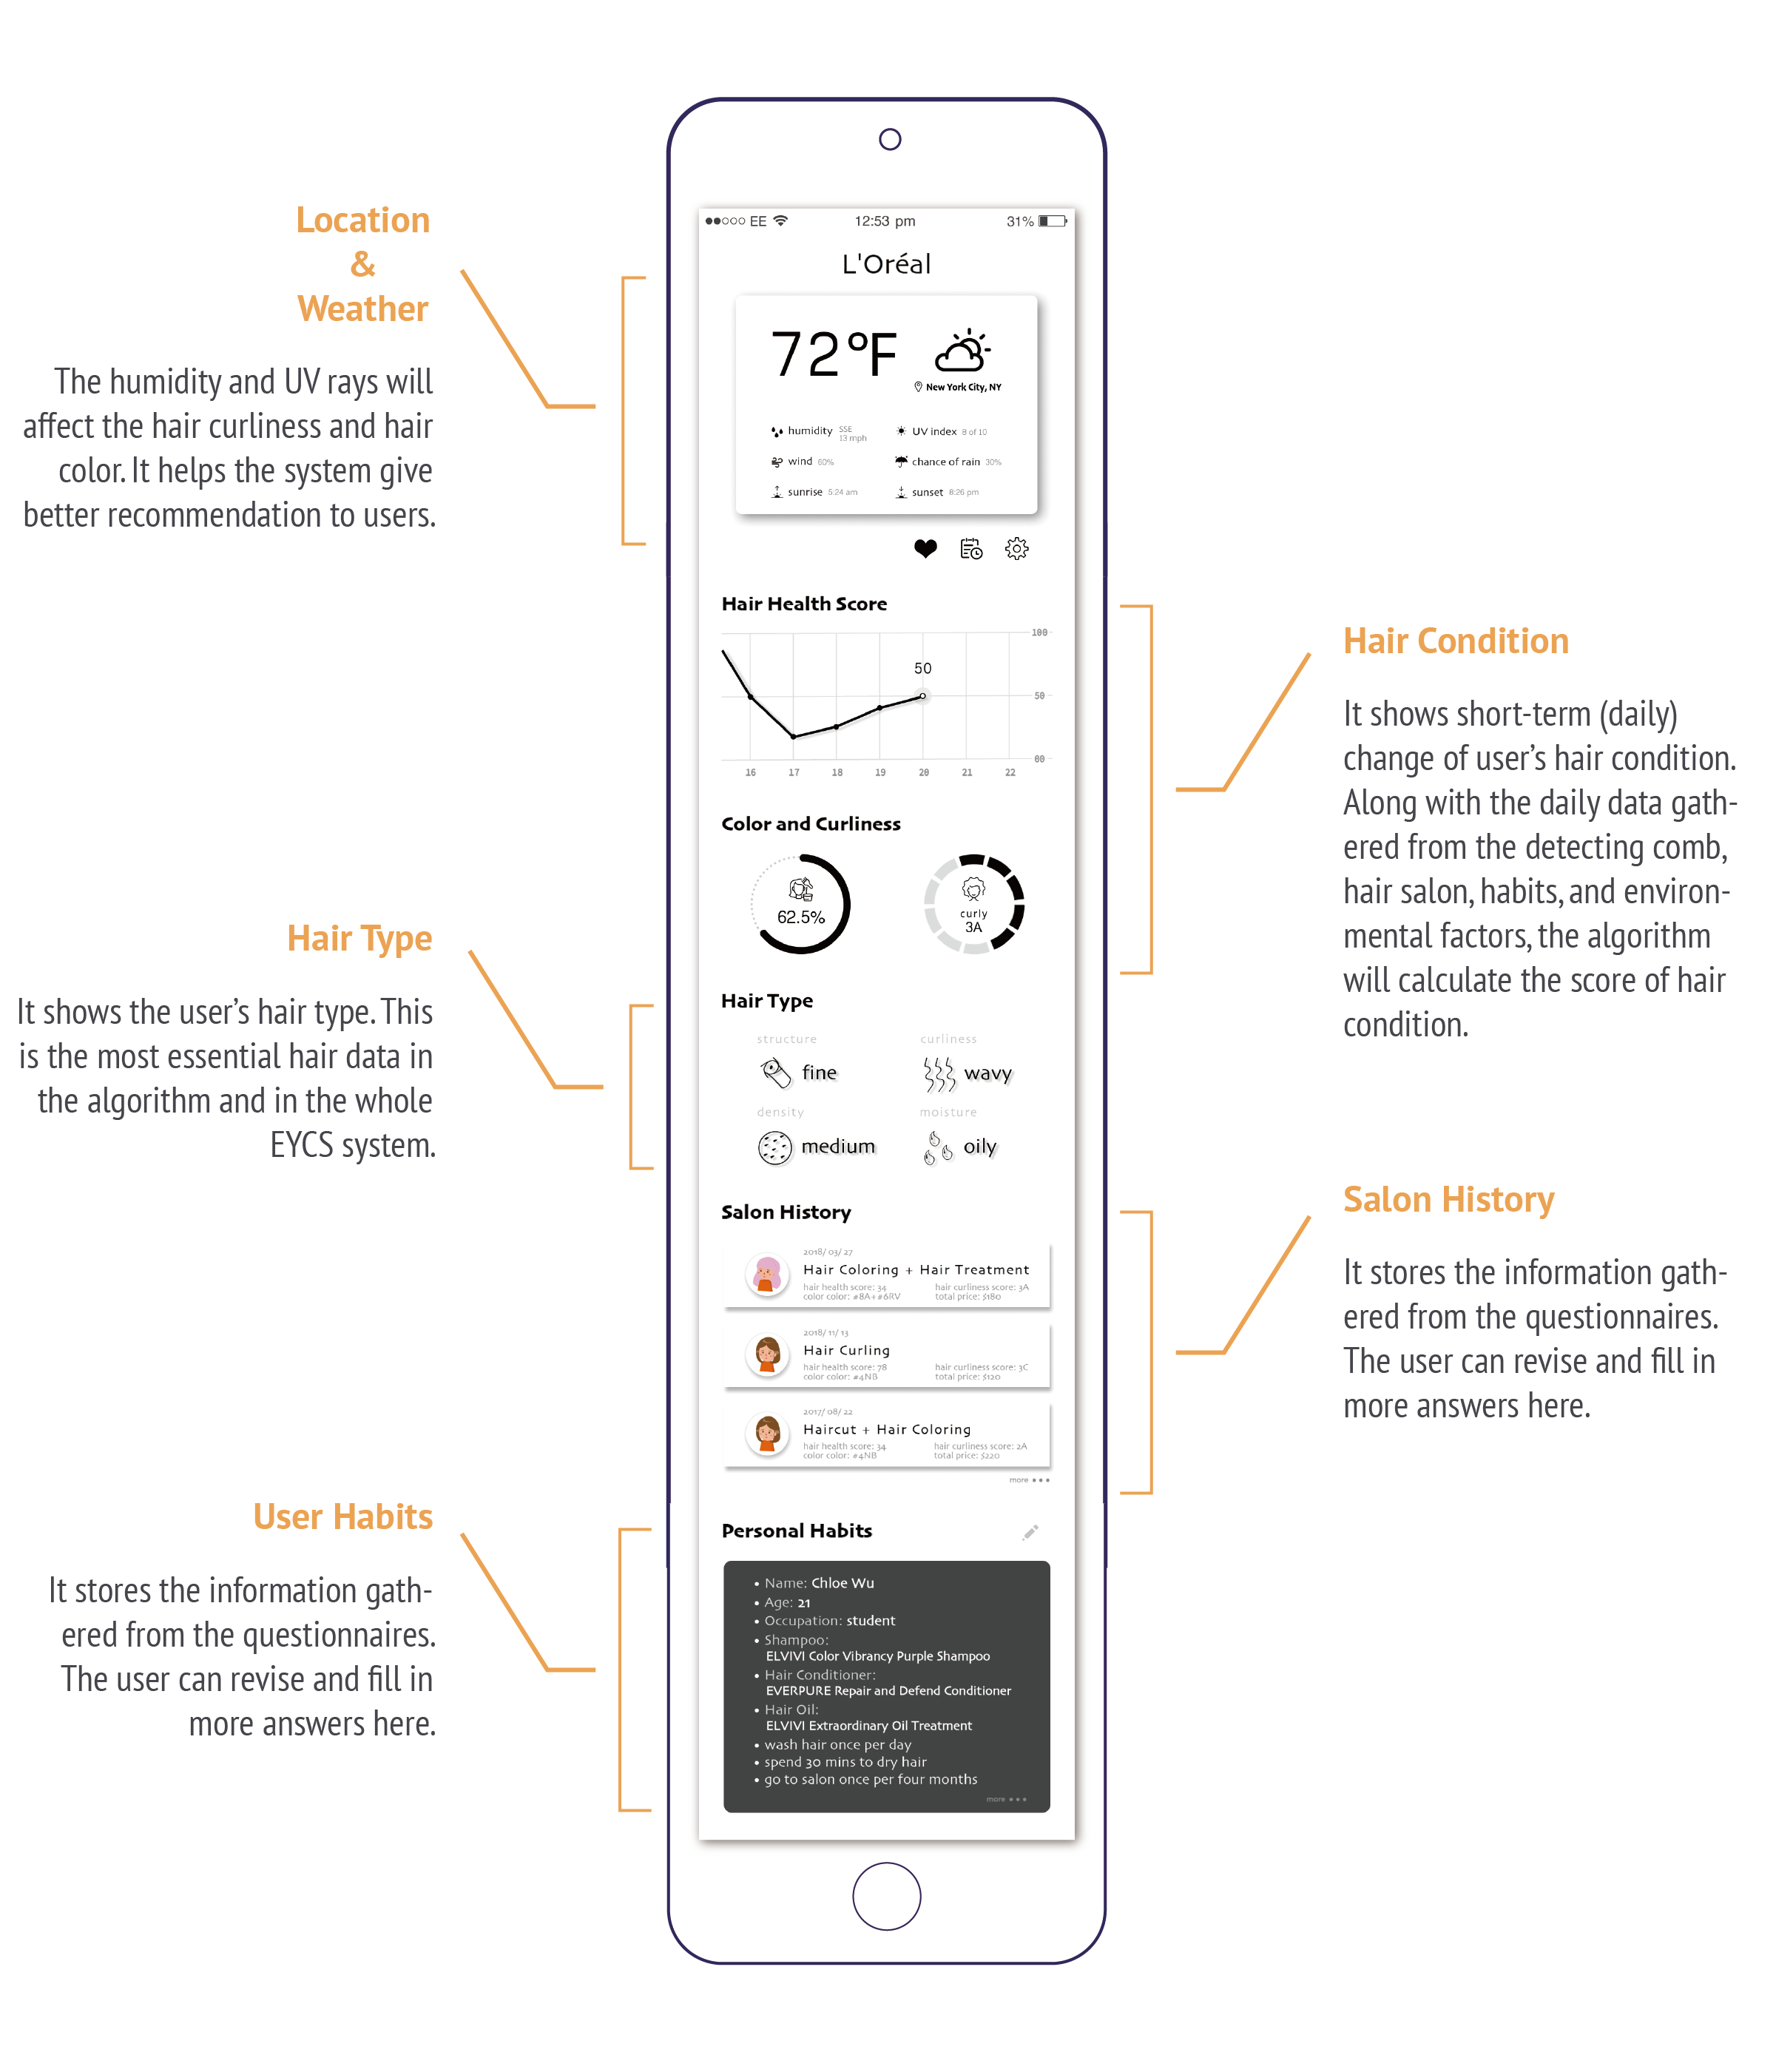 Location
&
Weather
The humidity and UV rays will
affect the hair curliness and hair
color. It helps the system give
better recommendation to users.
Hair Type
It shows the user's hair type. This
is the most essential hair data in
the algorithm and in the whole
EYCS system.
User Habits
It stores the information gath-
ered from the questionnaires.
The user can revise and fill in
more answers here.
EE 12:53 pm 31%
L'Oréal
72°F
New York City, NY
humidity SSE 13 mph UV index 8 of 10
wind 60% chance of rain 30%
sunrise 5:24 am sunset 8:26 pm
Hair Health Score
100
50
50
00
16 17 18 19 20 21 22
Color and Curliness
62.5%
curly
3A
Hair Type
structure curliness
fine wavy
density moisture
medium oily
Salon History
2018/ 03/ 27
Hair Coloring + Hair Treatment
hair health score: 34 hair curliness score: 3A
color color: #8A+#6RV total price: $180
2018/ 11/ 13
Hair Curling
hair health score: 78 hair curliness score: 3C
color color: #4NB total price: $120
2017/ 08/ 22
Haircut + Hair Coloring
hair health score: 34 hair curliness score: 2A
color color: #4NB total price: $220
more •••
Personal Habits
• Name: Chloe Wu
• Age: 21
• Occupation: student
• Shampoo:
ELVIVI Color Vibrancy Purple Shampoo
• Hair Conditioner:
EVERPURE Repair and Defend Conditioner
• Hair Oil:
ELVIVI Extraordinary Oil Treatment
• wash hair once per day
• spend 30 mins to dry hair
• go to salon once per four months
more •••
Hair Condition
It shows short-term (daily)
change of user's hair condition.
Along with the daily data gath-
ered from the detecting comb,
hair salon, habits, and environ-
mental factors, the algorithm
will calculate the score of hair
condition.
Salon History
It stores the information gath-
ered from the questionnaires.
The user can revise and fill in
more answers here.